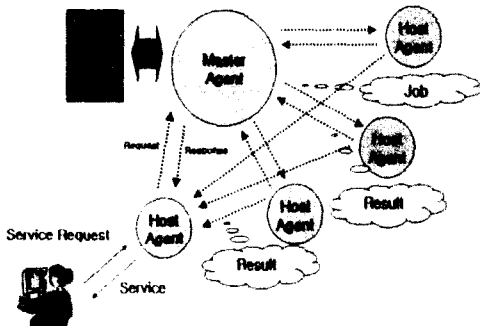 Host
Agent
Master
Agent
Job
Host
Agent
Request
Response
Result
Host
Agent
Host
Agent
Service Request
Result
Service